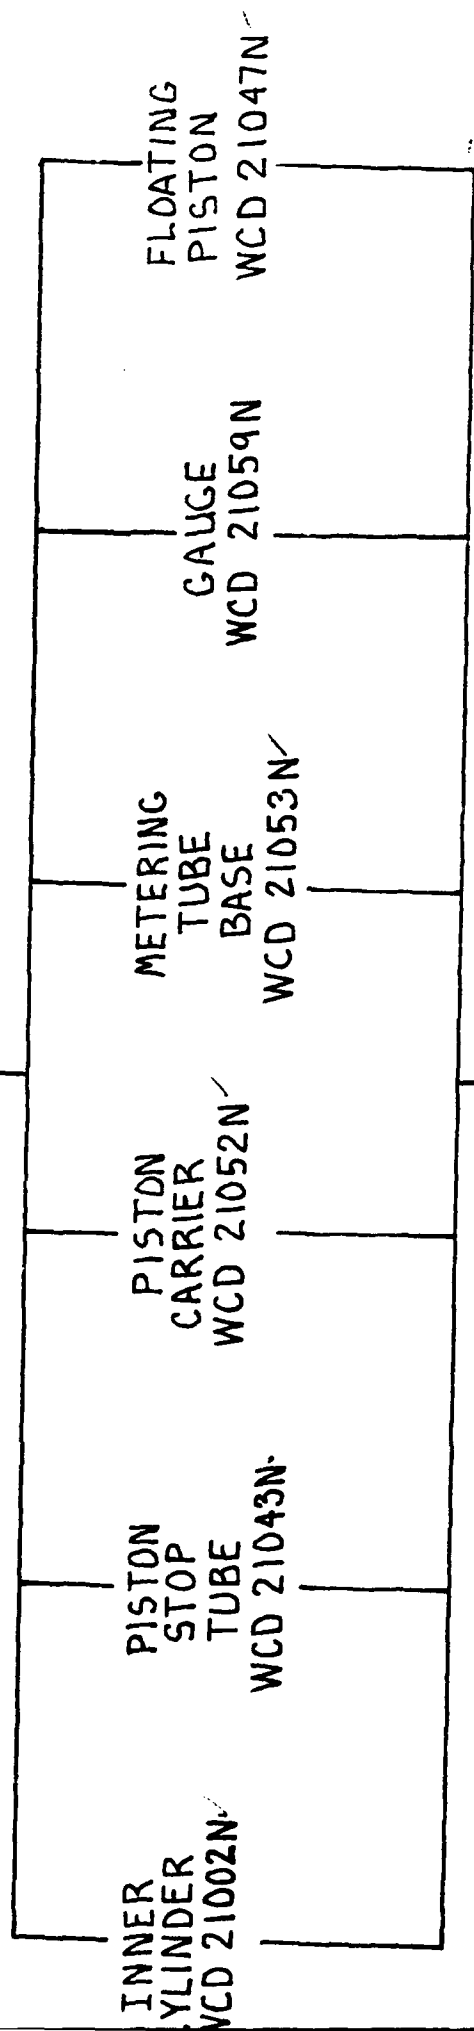 INNER
YLINDER
VCD 21002N
PISTON
STOP
TUBE
WCD 21043N
PISTON
CARRIER
WCD 21052N
METERING
TUBE
BASE
WCD 21053N
GAUGE
WCD 21059N
FLOATING
PISTON
WCD 21047N